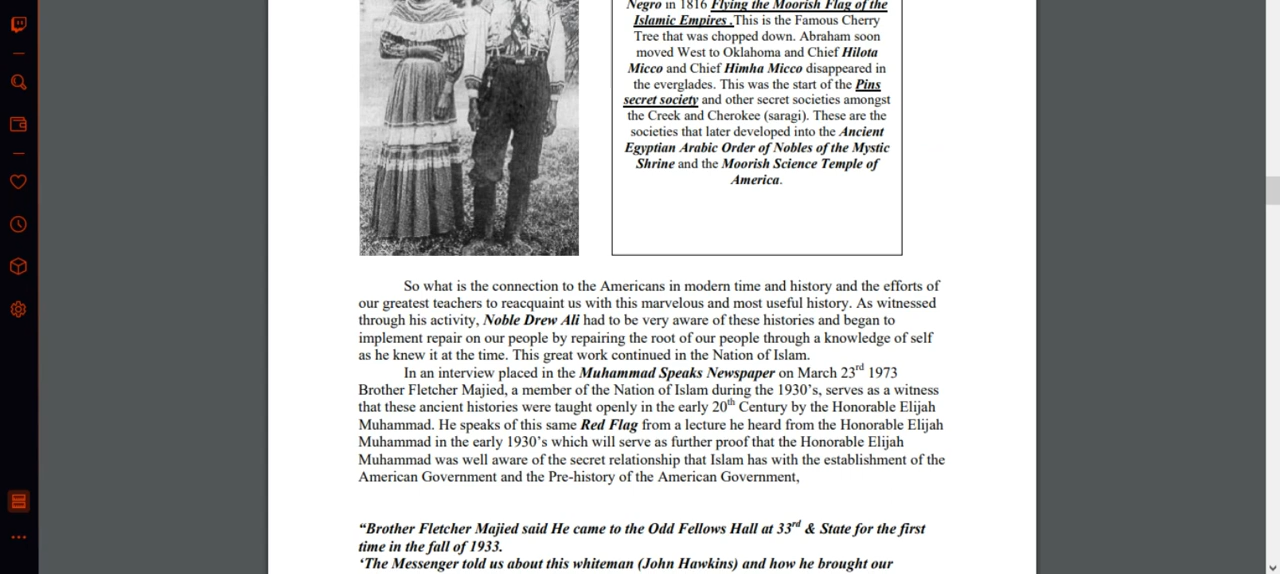 Negro in 1816 Flying the Moorish Flag of the
Islamic Empires .This is the Famous Cherry
Tree that was chopped down. Abraham soon
moved West to Oklahoma and Chief Hilota
Micco and Chief Himha Micco disappeared in
the everglades. This was the start of the Pins
secret society and other secret societies amongst
the Creek and Cherokee (saragi). These are the
societies that later developed into the Ancient
Egyptian Arabic Order of Nobles of the Mystic
Shrine and the Moorish Science Temple of
America.
So what is the connection to the Americans in modern time and history and the efforts of
our greatest teachers to reacquaint us with this marvelous and most useful history. As witnessed
through his activity, Noble Drew Ali had to be very aware of these histories and began to
implement repair on our people by repairing the root of our people through a knowledge of self
as he knew it at the time. This great work continued in the Nation of Islam.
In an interview placed in the Muhammad Speaks Newspaper on March 23rd 1973
Brother Fletcher Majied, a member of the Nation of Islam during the 1930’s, serves as a witness
that these ancient histories were taught openly in the early 20th Century by the Honorable Elijah
Muhammad. He speaks of this same Red Flag from a lecture he heard from the Honorable Elijah
Muhammad in the early 1930’s which will serve as further proof that the Honorable Elijah
Muhammad was well aware of the secret relationship that Islam has with the establishment of the
American Government and the Pre-history of the American Government,
“Brother Fletcher Majied said He came to the Odd Fellows Hall at 33rd & State for the first
time in the fall of 1933.
‘The Messenger told us about this whiteman (John Hawkins) and how he brought our